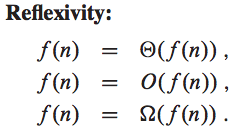 Reflexivity:
f(n) = Θ(f(n)) ,
f(n) = O(f(n)) ,
f(n) = Ω(f(n)) .